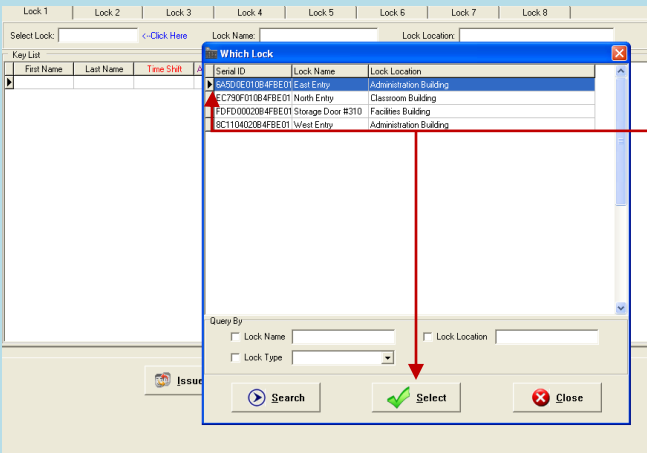 Lock 1 Lock 2 Lock 3 Lock 4 Lock 5 Lock 6 Lock 7 Lock 8
Select Lock: <--Click Here Lock Name: Lock Location:
Key List
First Name Last Name Time Shift A
Which Lock
Serial ID Lock Name Lock Location
6A5D0E010B4FBE01 East Entry Administration Building
EC790F010B4FBE01 North Entry Classroom Building
FDFD00020B4FBE01 Storage Door #310 Facilities Building
8C1104020B4FBE01 West Entry Administration Building
Query By
Lock Name Lock Location
Lock Type
Issue
Search Select Close